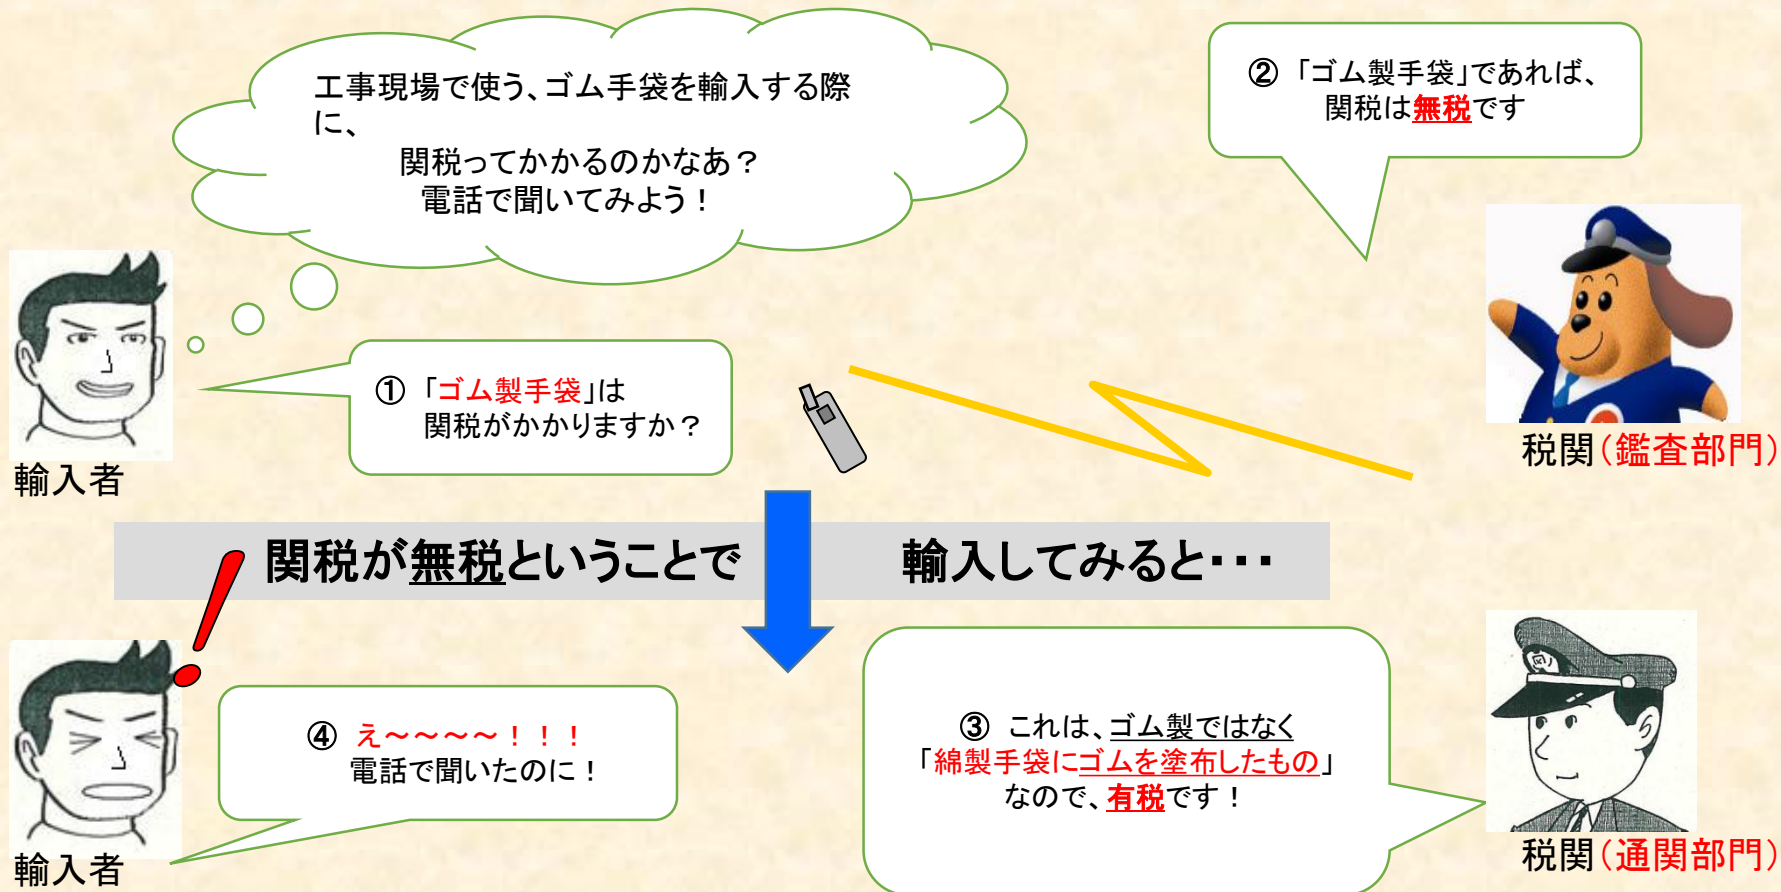 工事現場で使う、ゴム手袋を輸入する際
に、
関税ってかかるのかなあ？
電話で聞いてみよう！
② 「ゴム製手袋」であれば、
関税は無税です
① 「ゴム製手袋」は
関税がかかりますか？
輸入者
税関（鑑査部門）
関税が無税ということで 輸入してみると・・・
④ え～～～～！！！
電話で聞いたのに！
③ これは、ゴム製ではなく
「綿製手袋にゴムを塗布したもの」
なので、有税です！
輸入者
税関（通関部門）